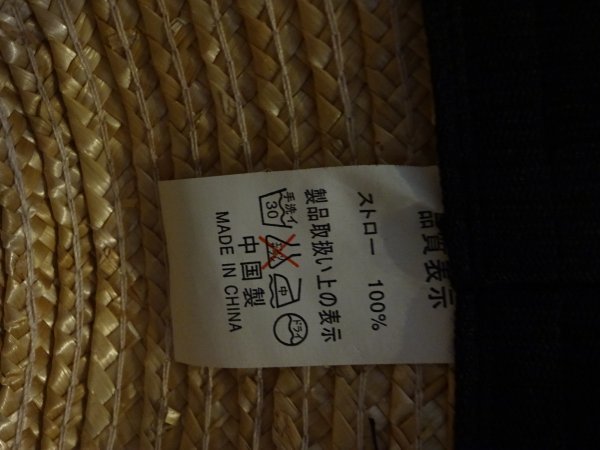 品質表示
ストロー 100%
製品取扱い上の表示
手洗イ
30
中
ドライ
中国製
MADE IN CHINA